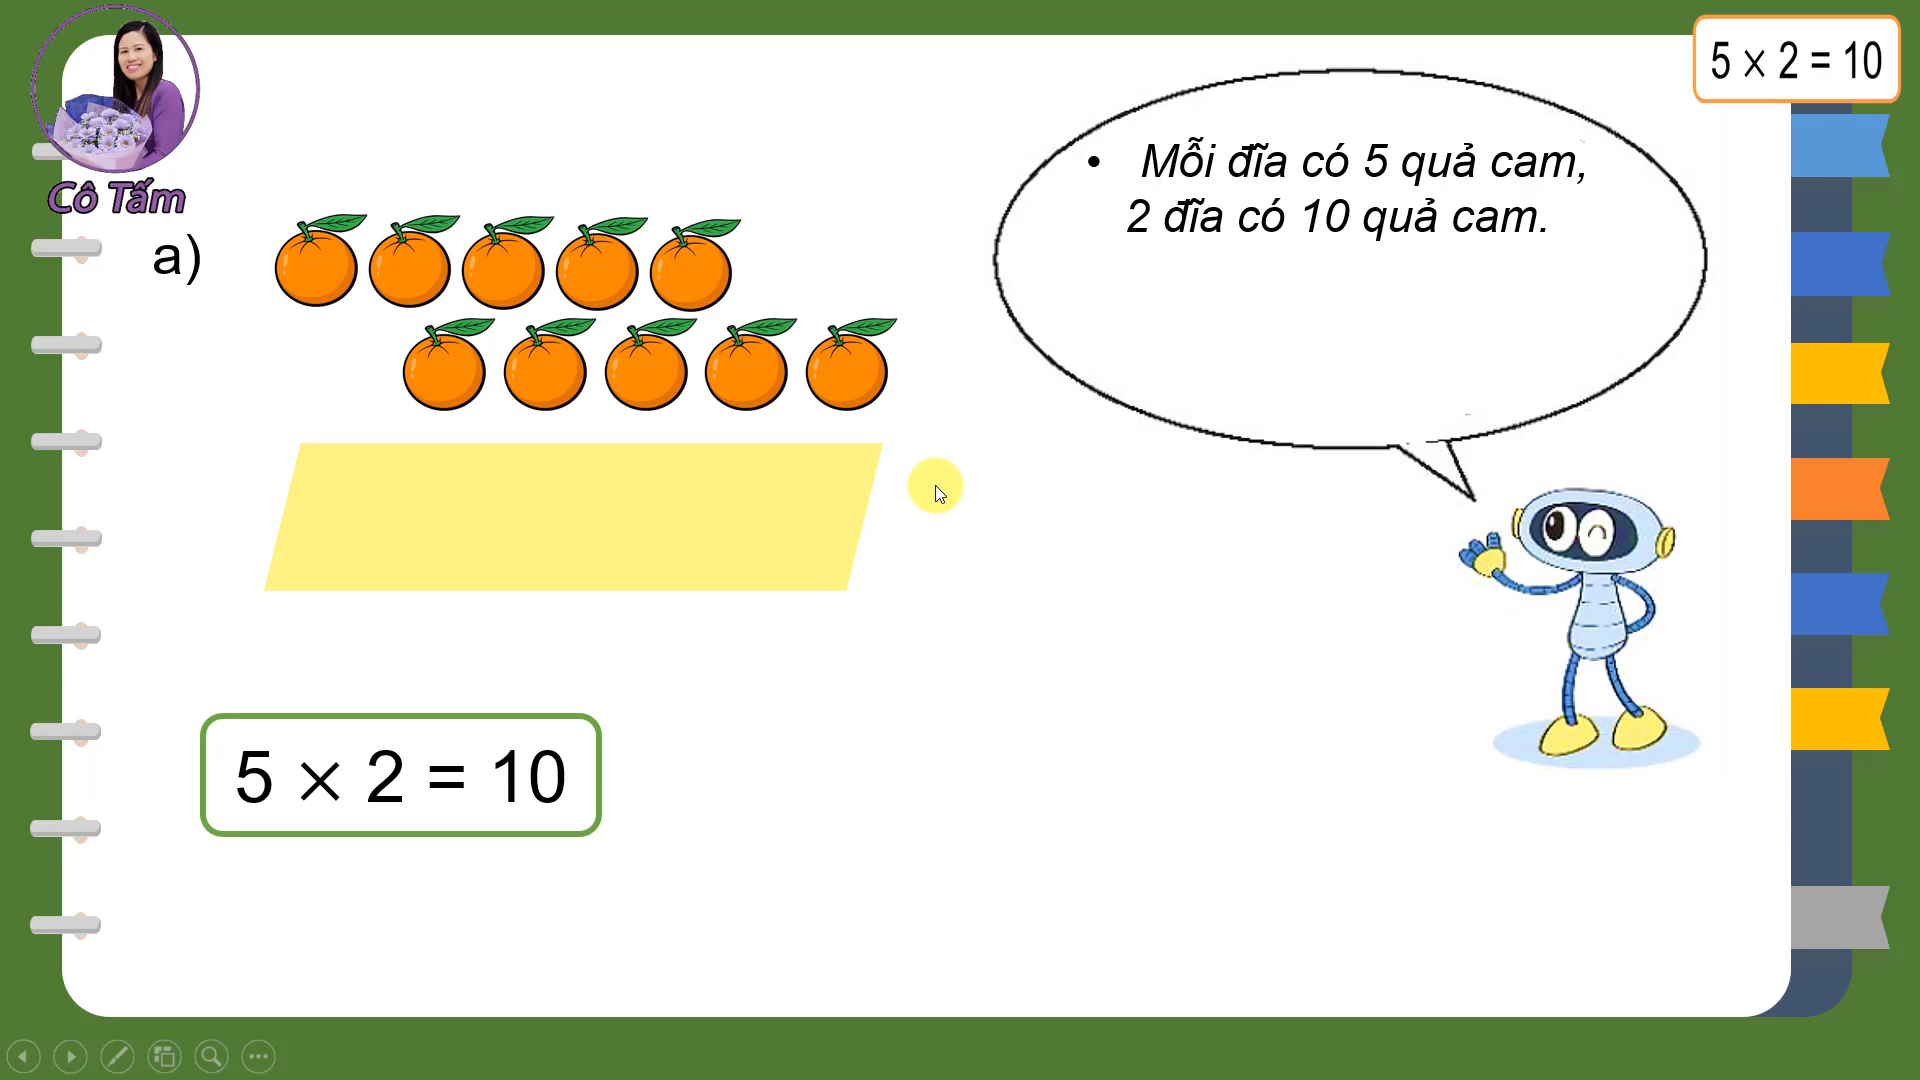 Cô Tấm
5 × 2 = 10
• Mỗi đĩa có 5 quả cam,
2 đĩa có 10 quả cam.
a)
5 × 2 = 10